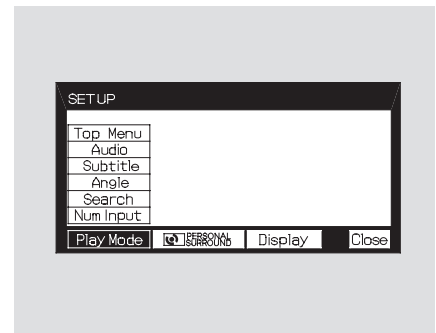 SETUP
Top Menu
Audio
Subtitle
Angle
Search
Num Input
Play Mode PERSONAL SURROUND Display Close